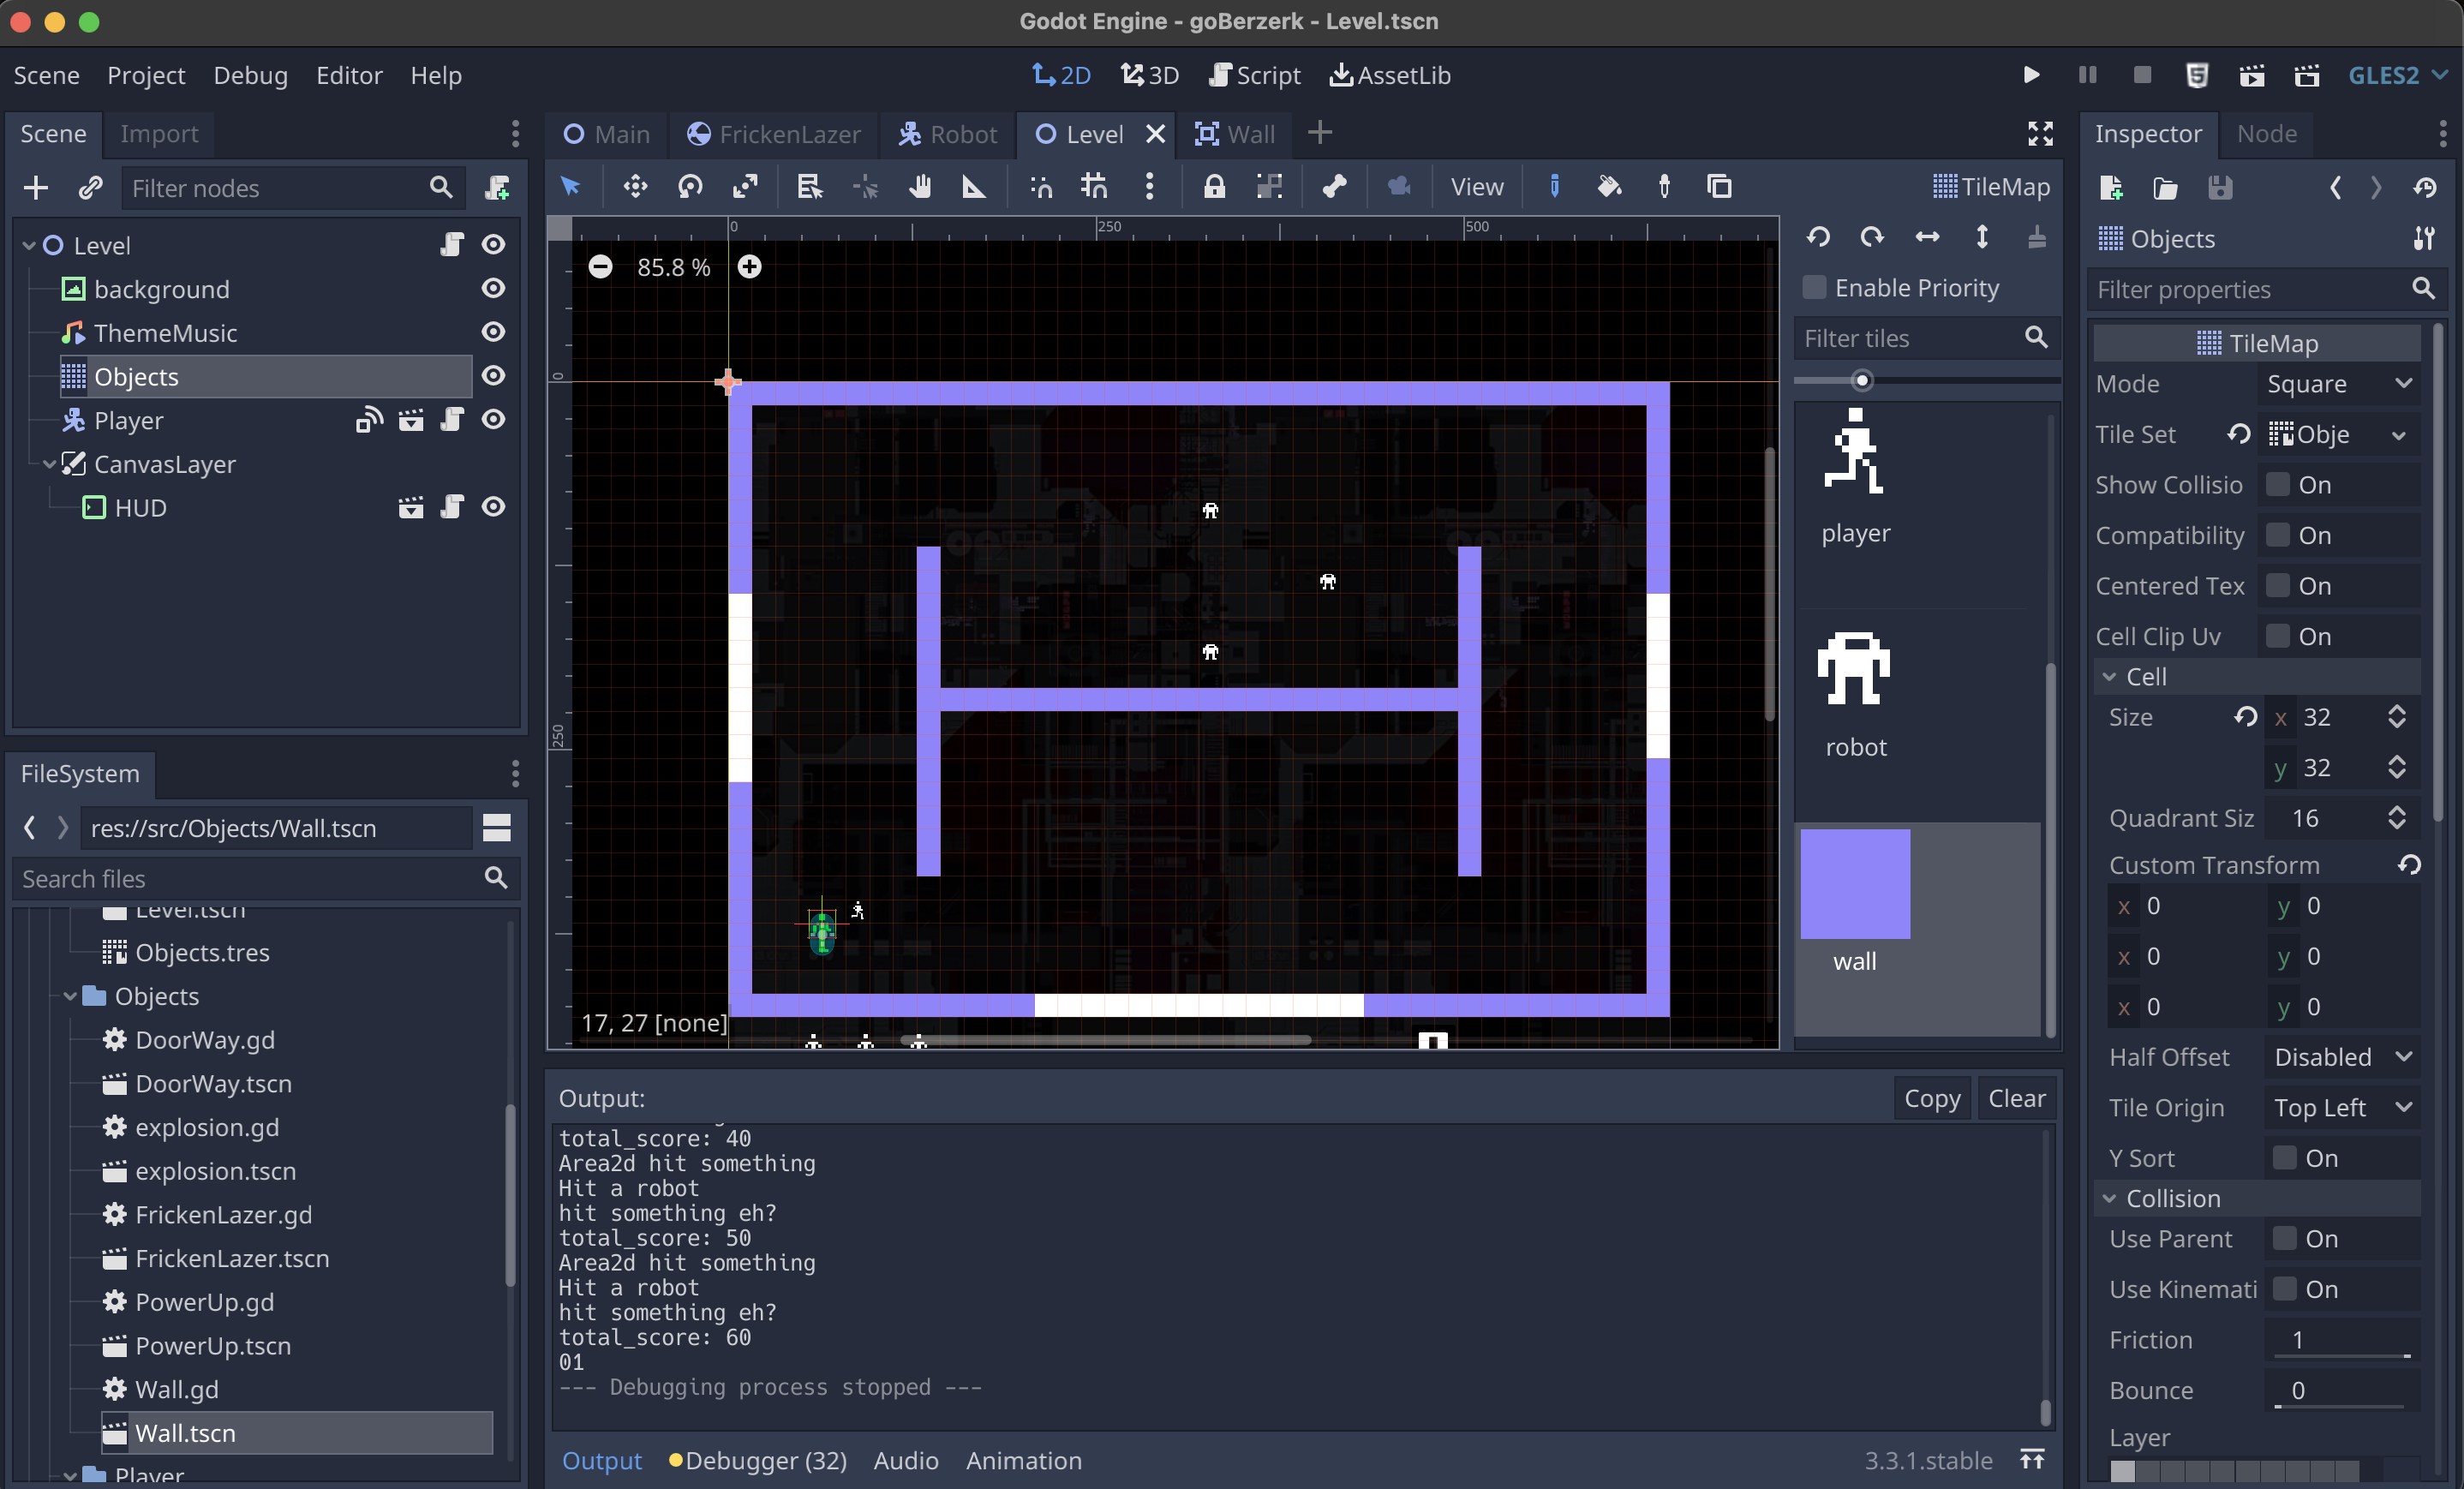 Godot Engine - goBerzerk - Level.tscn
Scene Project Debug Editor Help
2D 3D Script AssetLib
GLES2
Scene Import
Filter nodes
Level
background
ThemeMusic
Objects
Player
CanvasLayer
HUD
FileSystem
res://src/Objects/Wall.tscn
Search files
Level.tscn
Objects.tres
Objects
DoorWay.gd
DoorWay.tscn
explosion.gd
explosion.tscn
FrickenLazer.gd
FrickenLazer.tscn
PowerUp.gd
PowerUp.tscn
Wall.gd
Wall.tscn
Player
Main FrickenLazer Robot Level Wall
View
TileMap
0 250 500
85.8 %
0
250
17, 27 [none]
Enable Priority
Filter tiles
player
robot
wall
Output:
Copy Clear
total_score: 40
Area2d hit something
Hit a robot
hit something eh?
total_score: 50
Area2d hit something
Hit a robot
hit something eh?
total_score: 60
01
--- Debugging process stopped ---
Output Debugger (32) Audio Animation
3.3.1.stable
Inspector Node
Objects
Filter properties
TileMap
Mode Square
Tile Set Obje
Show Collisio On
Compatibility On
Centered Tex On
Cell Clip Uv On
Cell
Size x 32
y 32
Quadrant Siz 16
Custom Transform
x 0 y 0
x 0 y 0
x 0 y 0
Half Offset Disabled
Tile Origin Top Left
Y Sort On
Collision
Use Parent On
Use Kinemati On
Friction 1
Bounce 0
Layer